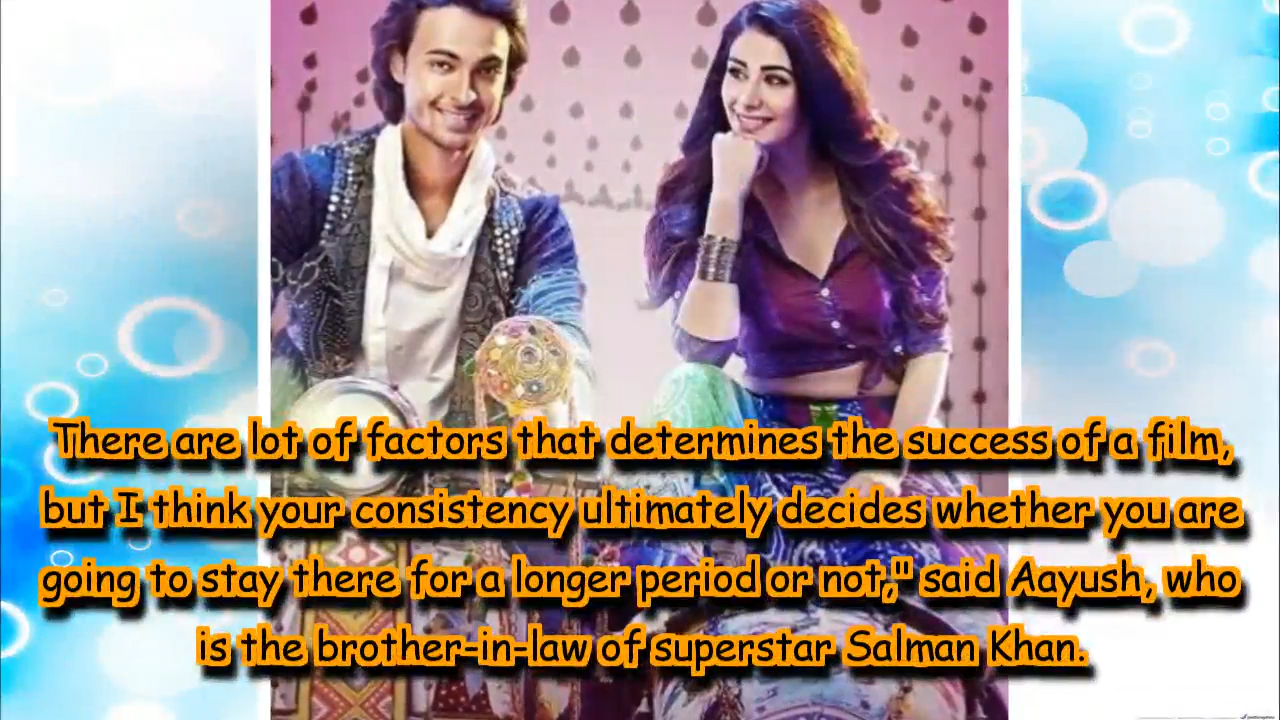 There are lot of factors that determines the success of a film,
but I think your consistency ultimately decides whether you are
going to stay there for a longer period or not," said Aayush, who
is the brother-in-law of superstar Salman Khan.